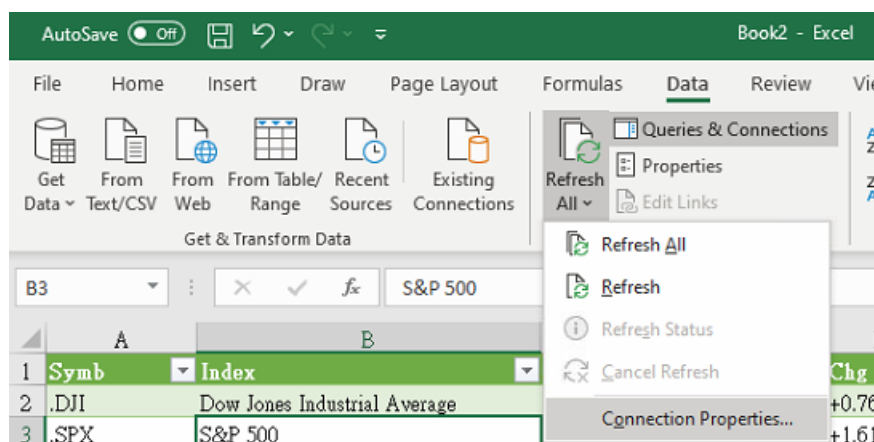 AutoSave Off Book2 - Excel
File Home Insert Draw Page Layout Formulas Data Review
Get Data
From Text/CSV
From Web
From Table/ Range
Recent Sources
Existing Connections
Get & Transform Data
Refresh All
Queries & Connections
Properties
Edit Links
Refresh All
Refresh
Refresh Status
Cancel Refresh
Connection Properties...
B3 fx S&P 500
A B
1 Symb Index Chg
2 .DJI Dow Jones Industrial Average +0.76
3 .SPX S&P 500 +1.61